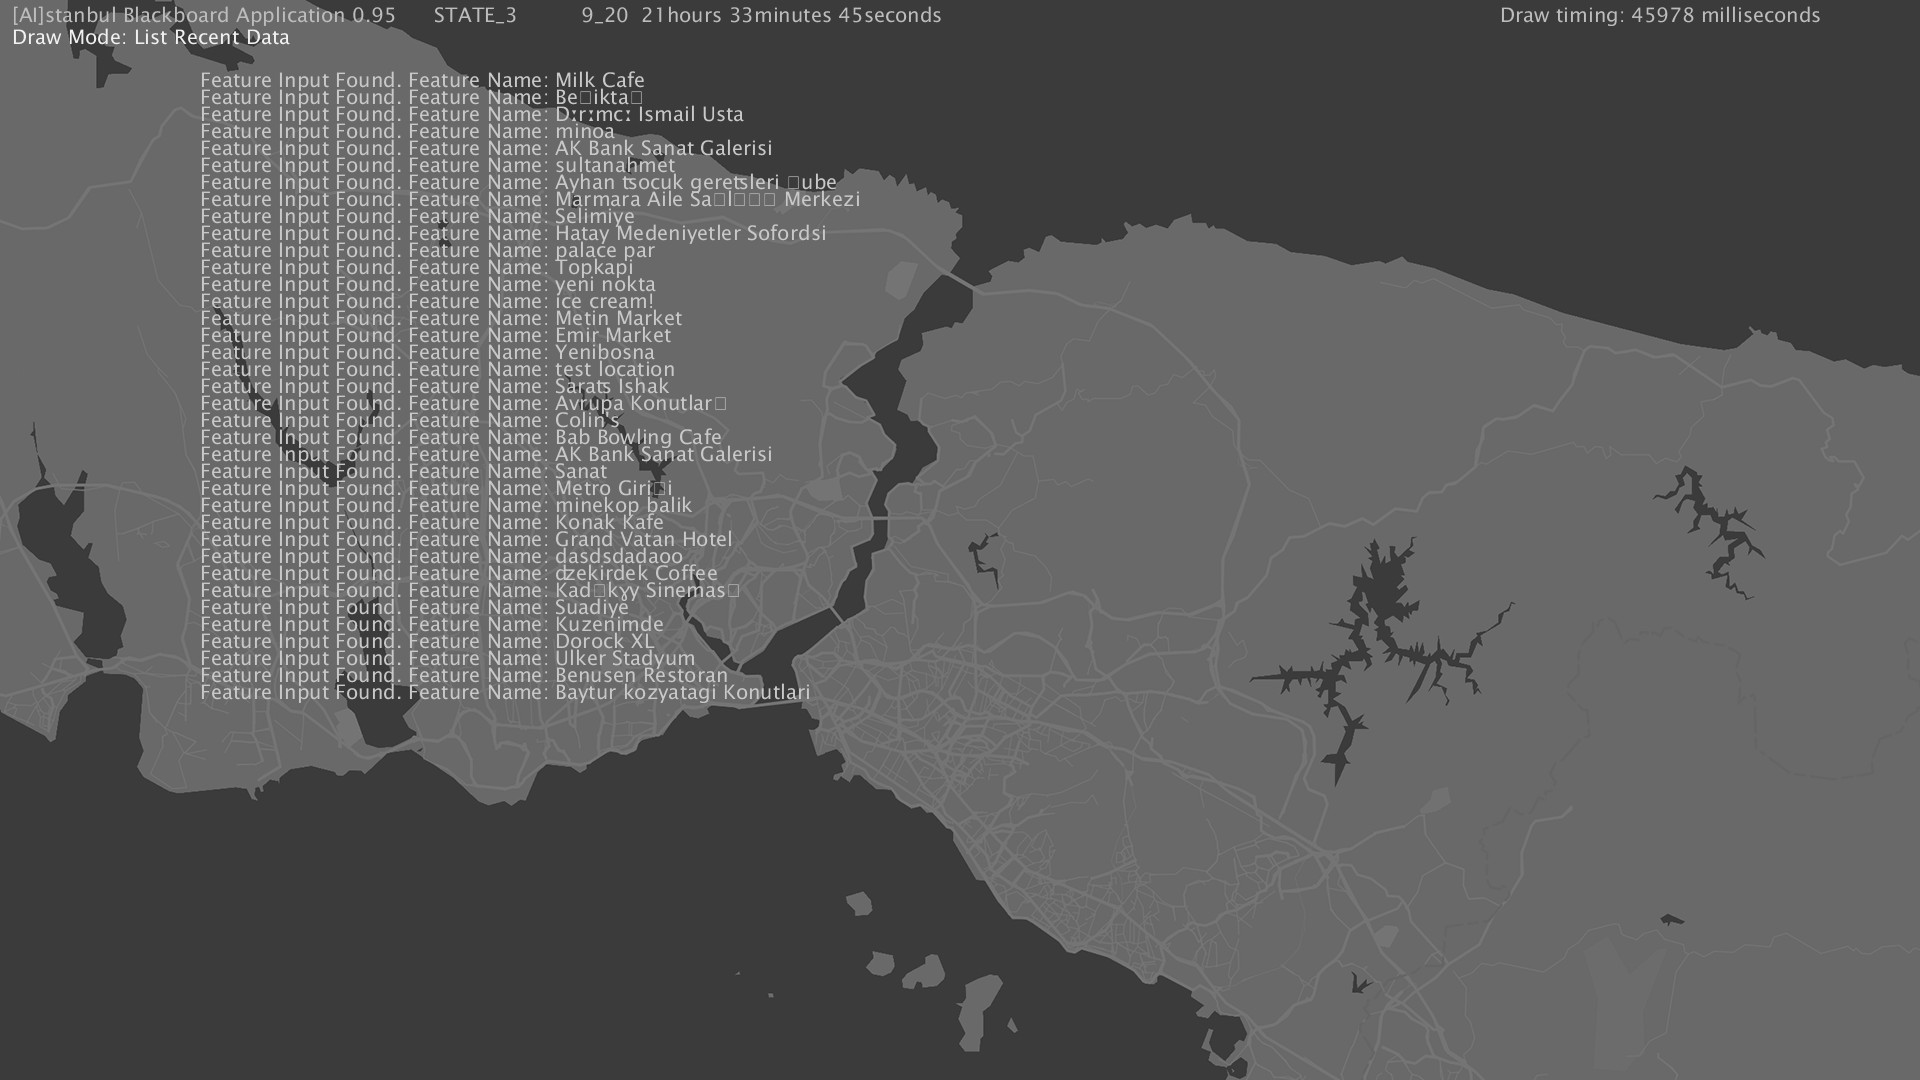 [AI]stanbul Blackboard Application 0.95 STATE_3 9_20 21hours 33minutes 45seconds Draw timing: 45978 milliseconds
Draw Mode: List Recent Data
Feature Input Found. Feature Name: Milk Cafe
Feature Input Found. Feature Name: Be□ikta□
Feature Input Found. Feature Name: Dːrːmcː Ismail Usta
Feature Input Found. Feature Name: minoa
Feature Input Found. Feature Name: AK Bank Sanat Galerisi
Feature Input Found. Feature Name: sultanahmet
Feature Input Found. Feature Name: Ayhan ʦocuk gereʦleri □ube
Feature Input Found. Feature Name: Marmara Aile Sa□l□□□ Merkezi
Feature Input Found. Feature Name: Selimiye
Feature Input Found. Feature Name: Hatay Medeniyetler Sofordsi
Feature Input Found. Feature Name: palace par
Feature Input Found. Feature Name: Topkapi
Feature Input Found. Feature Name: yeni nokta
Feature Input Found. Feature Name: ice cream!
Feature Input Found. Feature Name: Metin Market
Feature Input Found. Feature Name: Emir Market
Feature Input Found. Feature Name: Yenibosna
Feature Input Found. Feature Name: test location
Feature Input Found. Feature Name: Saraʦ Ishak
Feature Input Found. Feature Name: Avrupa Konutlar□
Feature Input Found. Feature Name: Colin's
Feature Input Found. Feature Name: Bab Bowling Cafe
Feature Input Found. Feature Name: AK Bank Sanat Galerisi
Feature Input Found. Feature Name: Sanat
Feature Input Found. Feature Name: Metro Giri□i
Feature Input Found. Feature Name: minekop balik
Feature Input Found. Feature Name: Konak Kafe
Feature Input Found. Feature Name: Grand Vatan Hotel
Feature Input Found. Feature Name: dasdsdadaoo
Feature Input Found. Feature Name: ʣekirdek Coffee
Feature Input Found. Feature Name: Kad□kɣy Sinemas□
Feature Input Found. Feature Name: Suadiye
Feature Input Found. Feature Name: Kuzenimde
Feature Input Found. Feature Name: Dorock XL
Feature Input Found. Feature Name: Ulker Stadyum
Feature Input Found. Feature Name: Benusen Restoran
Feature Input Found. Feature Name: Baytur kozyatagi Konutlari